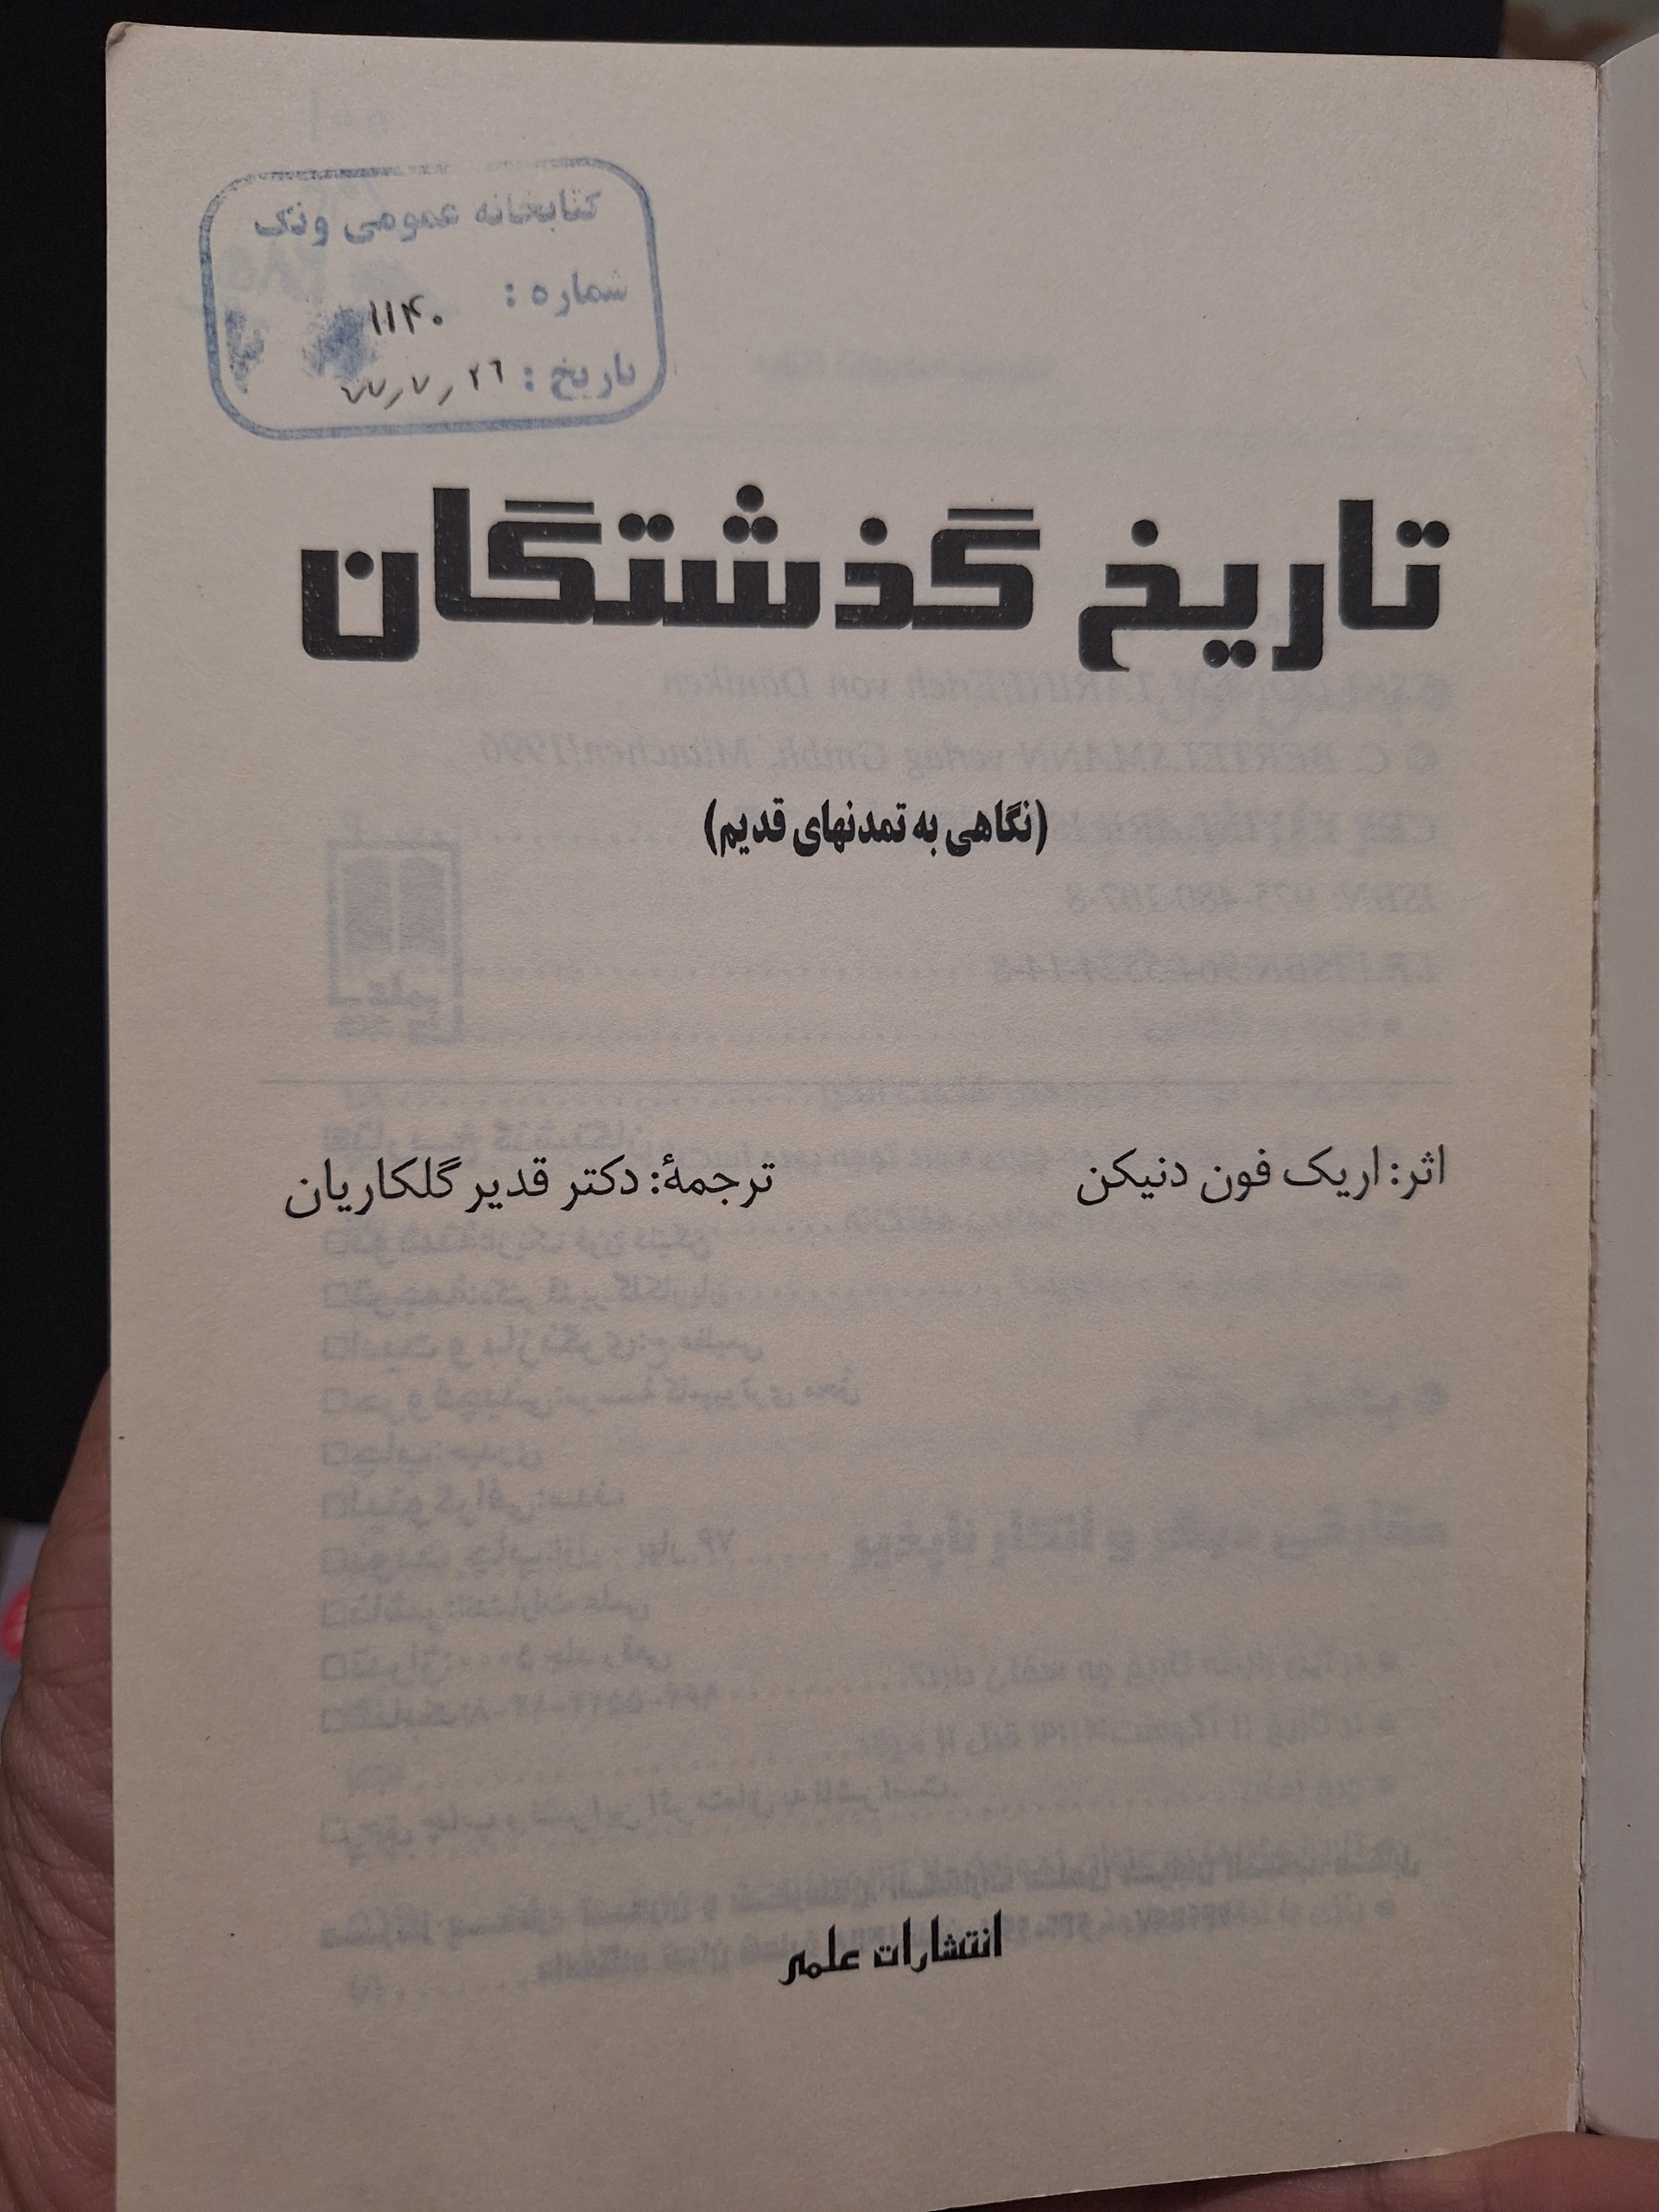 کتابخانه عمومی ونک
شماره : ۱۱۴۰
تاریخ : ۲۶ ر ۷ ر ۷۷
تاریخ گذشتگان
(نگاهی به تمدنهای قدیم)
اثر: اریک فون دنیکن
ترجمهٔ: دکتر قدیر گلکاریان
انتشارات علمی